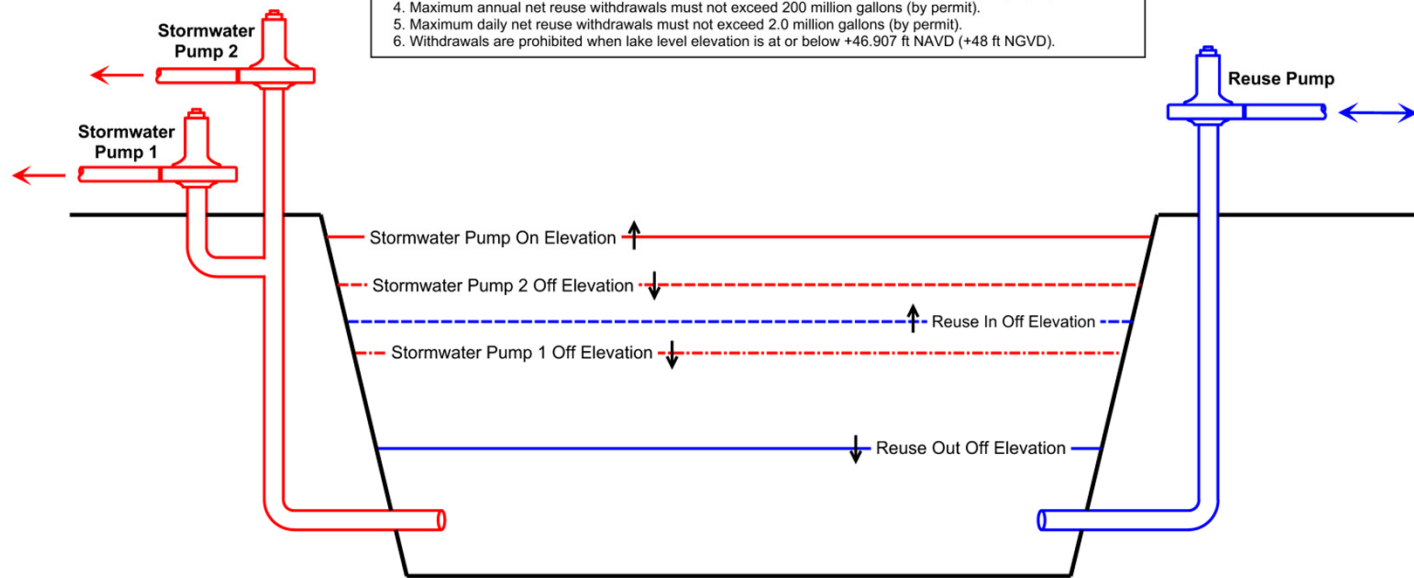 4. Maximum annual net reuse withdrawals must not exceed 200 million gallons (by permit).
5. Maximum daily net reuse withdrawals must not exceed 2.0 million gallons (by permit).
6. Withdrawals are prohibited when lake level elevation is at or below +46.907 ft NAVD (+48 ft NGVD).
Stormwater
Pump 2
Reuse Pump
Stormwater
Pump 1
Stormwater Pump On Elevation
Stormwater Pump 2 Off Elevation
Reuse In Off Elevation
Stormwater Pump 1 Off Elevation
Reuse Out Off Elevation